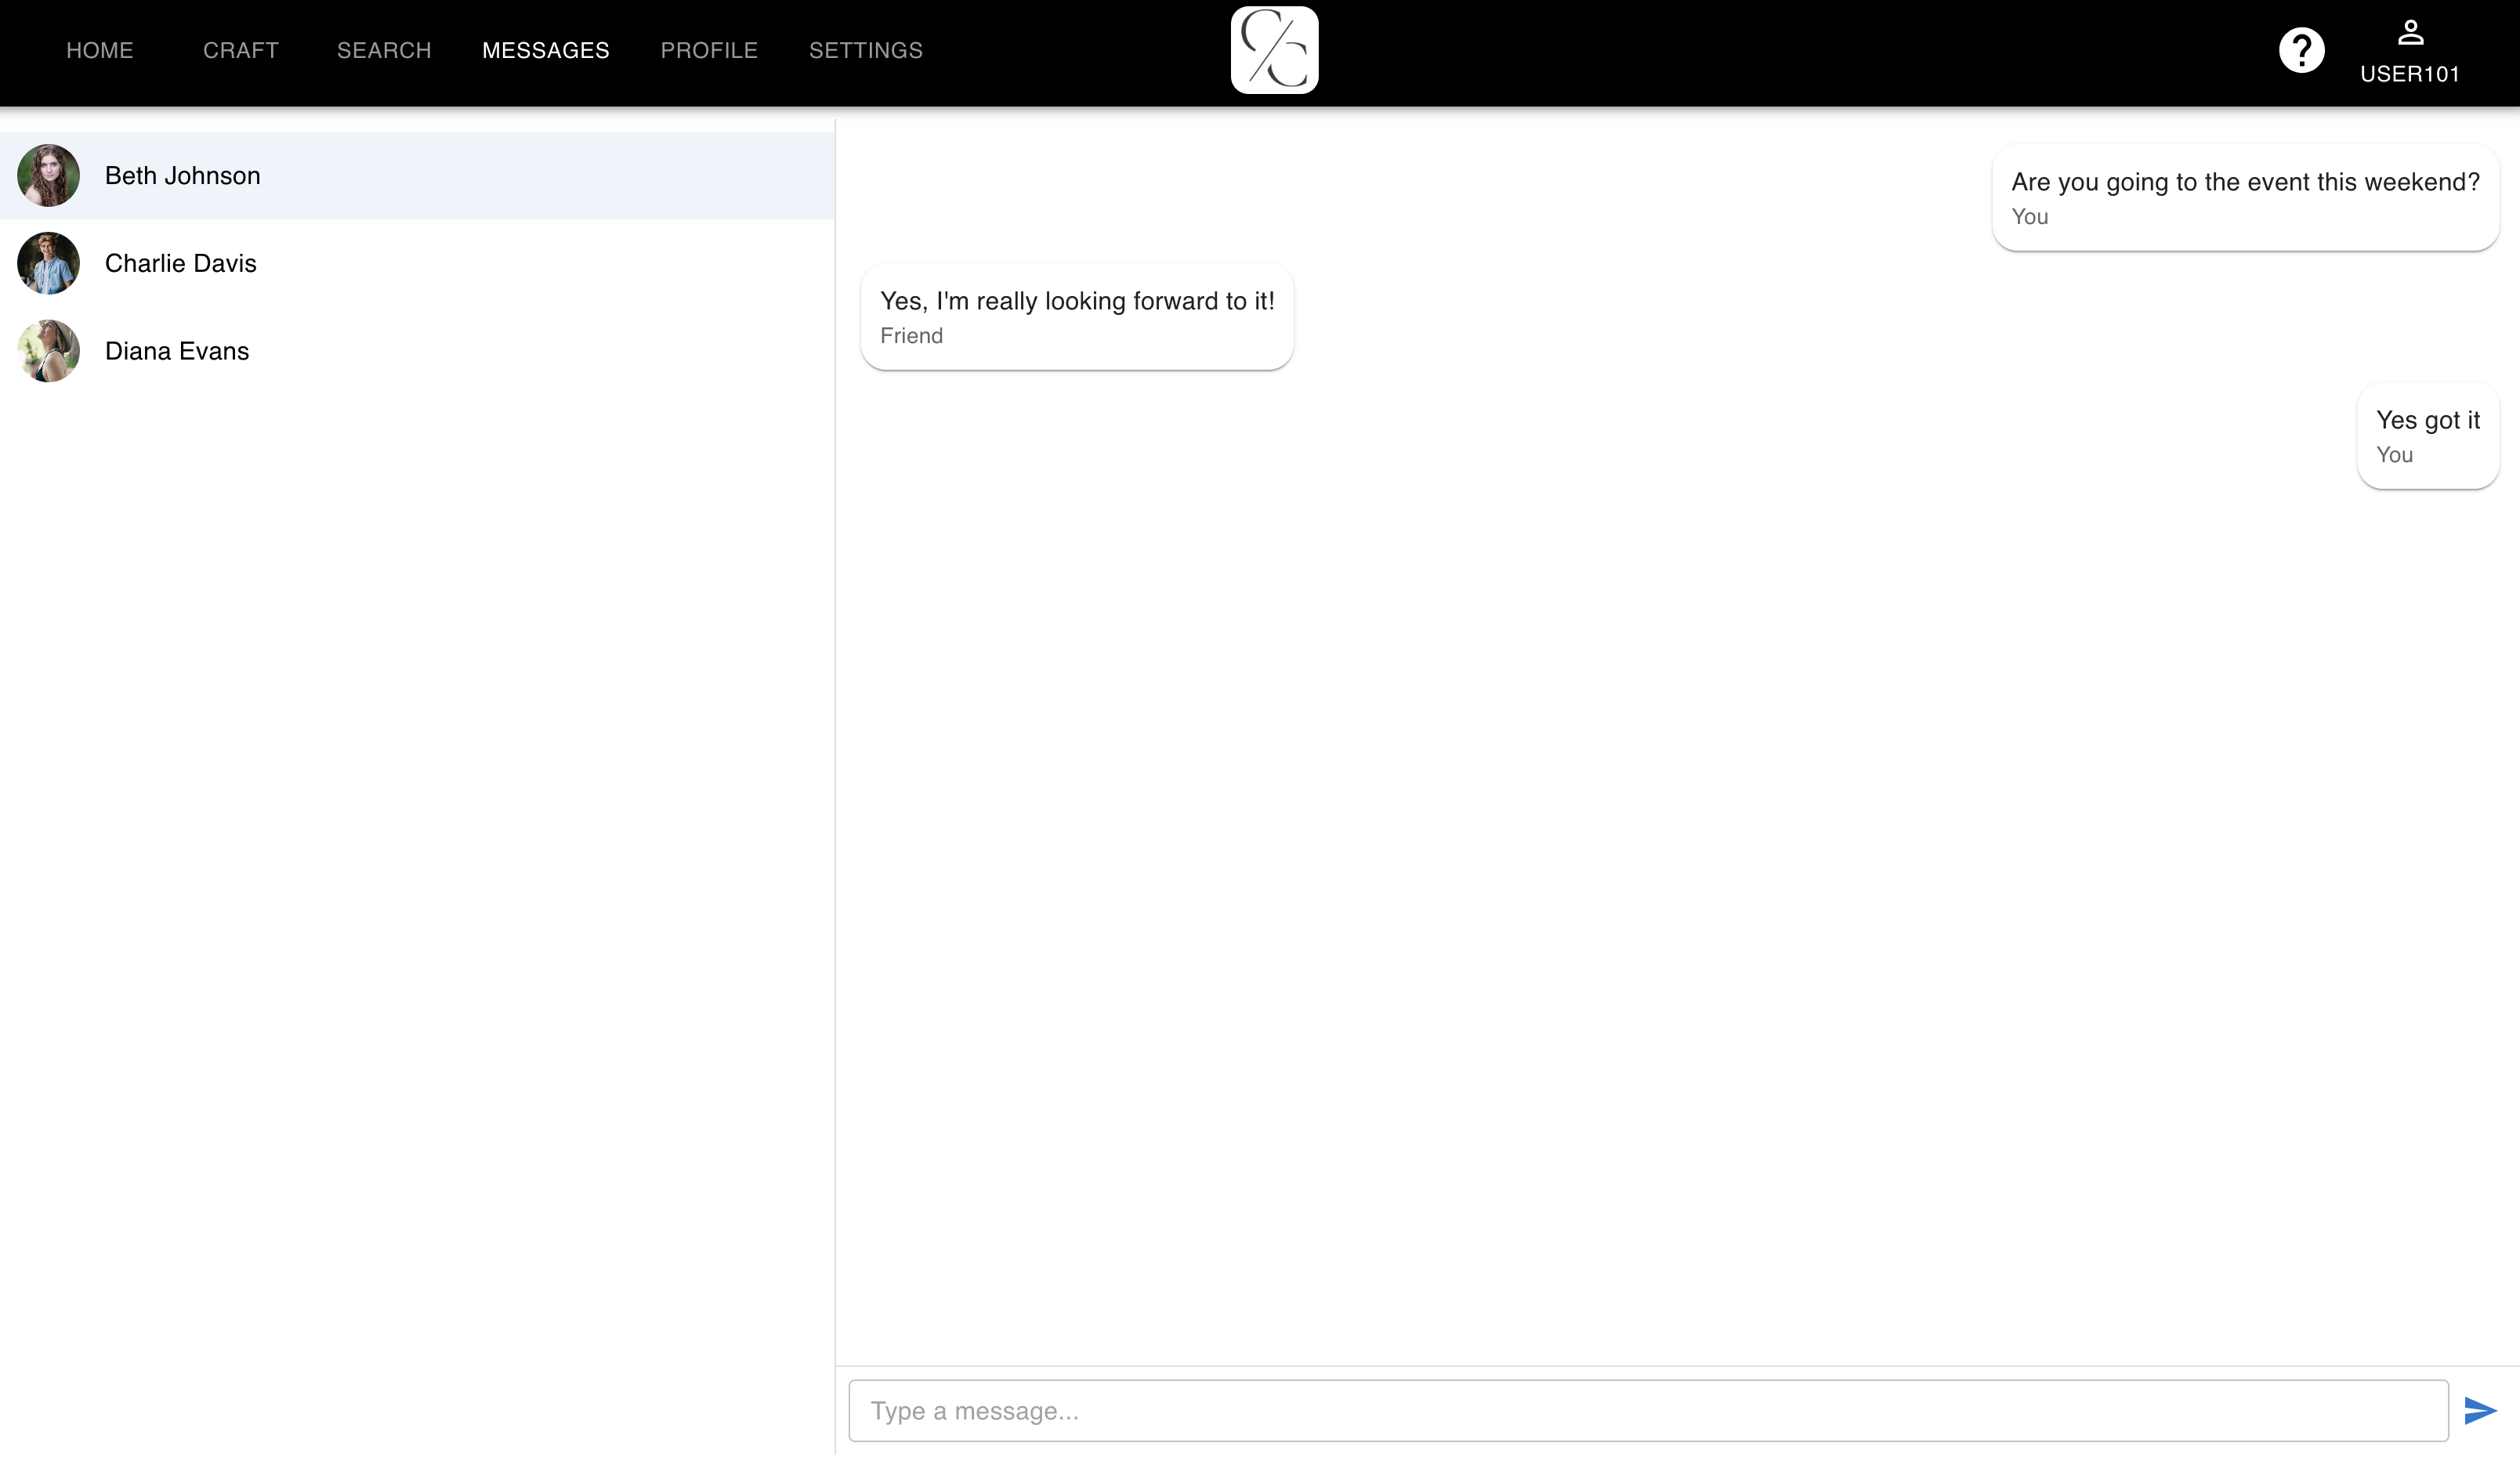 HOME CRAFT SEARCH MESSAGES PROFILE SETTINGS
C/C
?
USER101
Beth Johnson
Charlie Davis
Diana Evans
Are you going to the event this weekend?
You
Yes, I'm really looking forward to it!
Friend
Yes got it
You
Type a message...